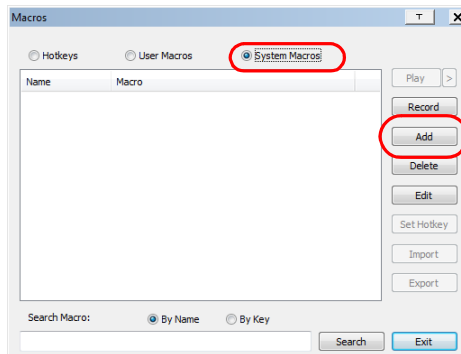 Macros T X
Hotkeys User Macros System Macros
Name Macro
Play >
Record
Add
Delete
Edit
Set Hotkey
Import
Export
Search Macro: By Name By Key
Search Exit